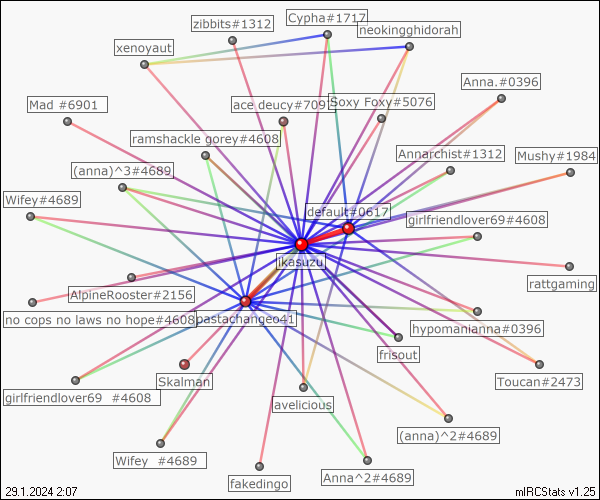 zibbits#1312
Cypha#1717
neokingghidorah
xenoyaut
Anna.#0396
Mad #6901
ace deucy#7091
Soxy Foxy#5076
ramshackle gorey#4608
Annarchist#1312
Mushy#1984
(anna)^3#4689
Wifey#4689
default#0617
girlfriendlover69#4608
jkasuzu
rattgaming
AlpineRooster#2156
no cops no laws no hope#4608
pastachangeo41
hypomanianna#0396
frisout
Skalman
Toucan#2473
girlfriendlover69 #4608
avelicious
(anna)^2#4689
Wifey #4689
fakedingo
Anna^2#4689
29.1.2024 2:07
mIRCStats v1.25